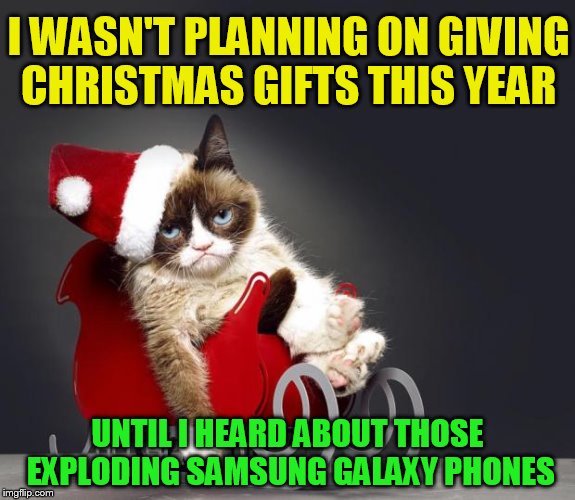 I WASN'T PLANNING ON GIVING
CHRISTMAS GIFTS THIS YEAR
UNTIL I HEARD ABOUT THOSE
EXPLODING SAMSUNG GALAXY PHONES
imgflip.com